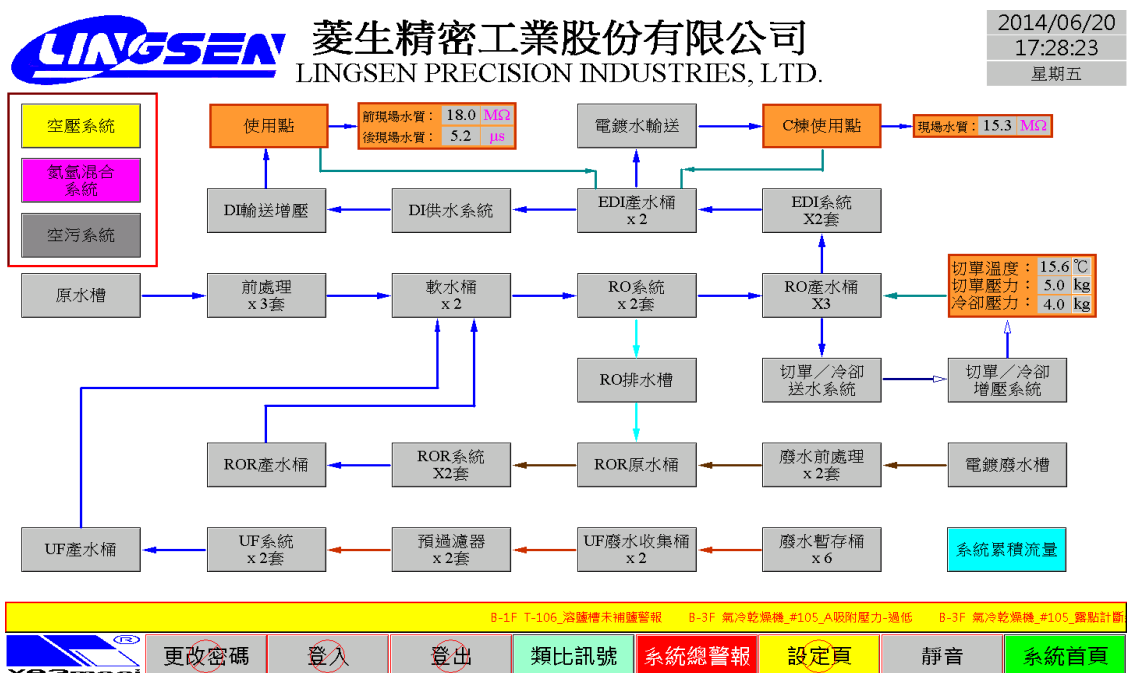 LINGSEN
菱生精密工業股份有限公司
LINGSEN PRECISION INDUSTRIES, LTD.
2014/06/20
17:28:23
星期五
空壓系統
氮氫混合
系統
空污系統
使用點
前現場水質： 18.0 MΩ
後現場水質： 5.2 µs
電鍍水輸送
C棟使用點
現場水質： 15.3 MΩ
DI輸送增壓
DI供水系統
EDI產水桶
x 2
EDI系統
X2套
原水槽
前處理
x 3套
軟水桶
x 2
RO系統
x 2套
RO產水桶
X3
切單溫度： 15.6 ℃
切單壓力： 5.0 kg
冷卻壓力： 4.0 kg
RO排水槽
切單／冷卻
送水系統
切單／冷卻
增壓系統
ROR產水桶
ROR系統
X2套
ROR原水桶
廢水前處理
x 2套
電鍍廢水槽
UF產水桶
UF系統
x 2套
預過濾器
x 2套
UF廢水收集桶
x 2
廢水暫存桶
x 6
系統累積流量
B-1F T-106_溶鹽槽未補鹽警報 B-3F 氣冷乾燥機_#105_A吸附壓力-過低 B-3F 氣冷乾燥機_#105_露點計斷
更改密碼
登入
登出
類比訊號
系統總警報
設定頁
靜音
系統首頁